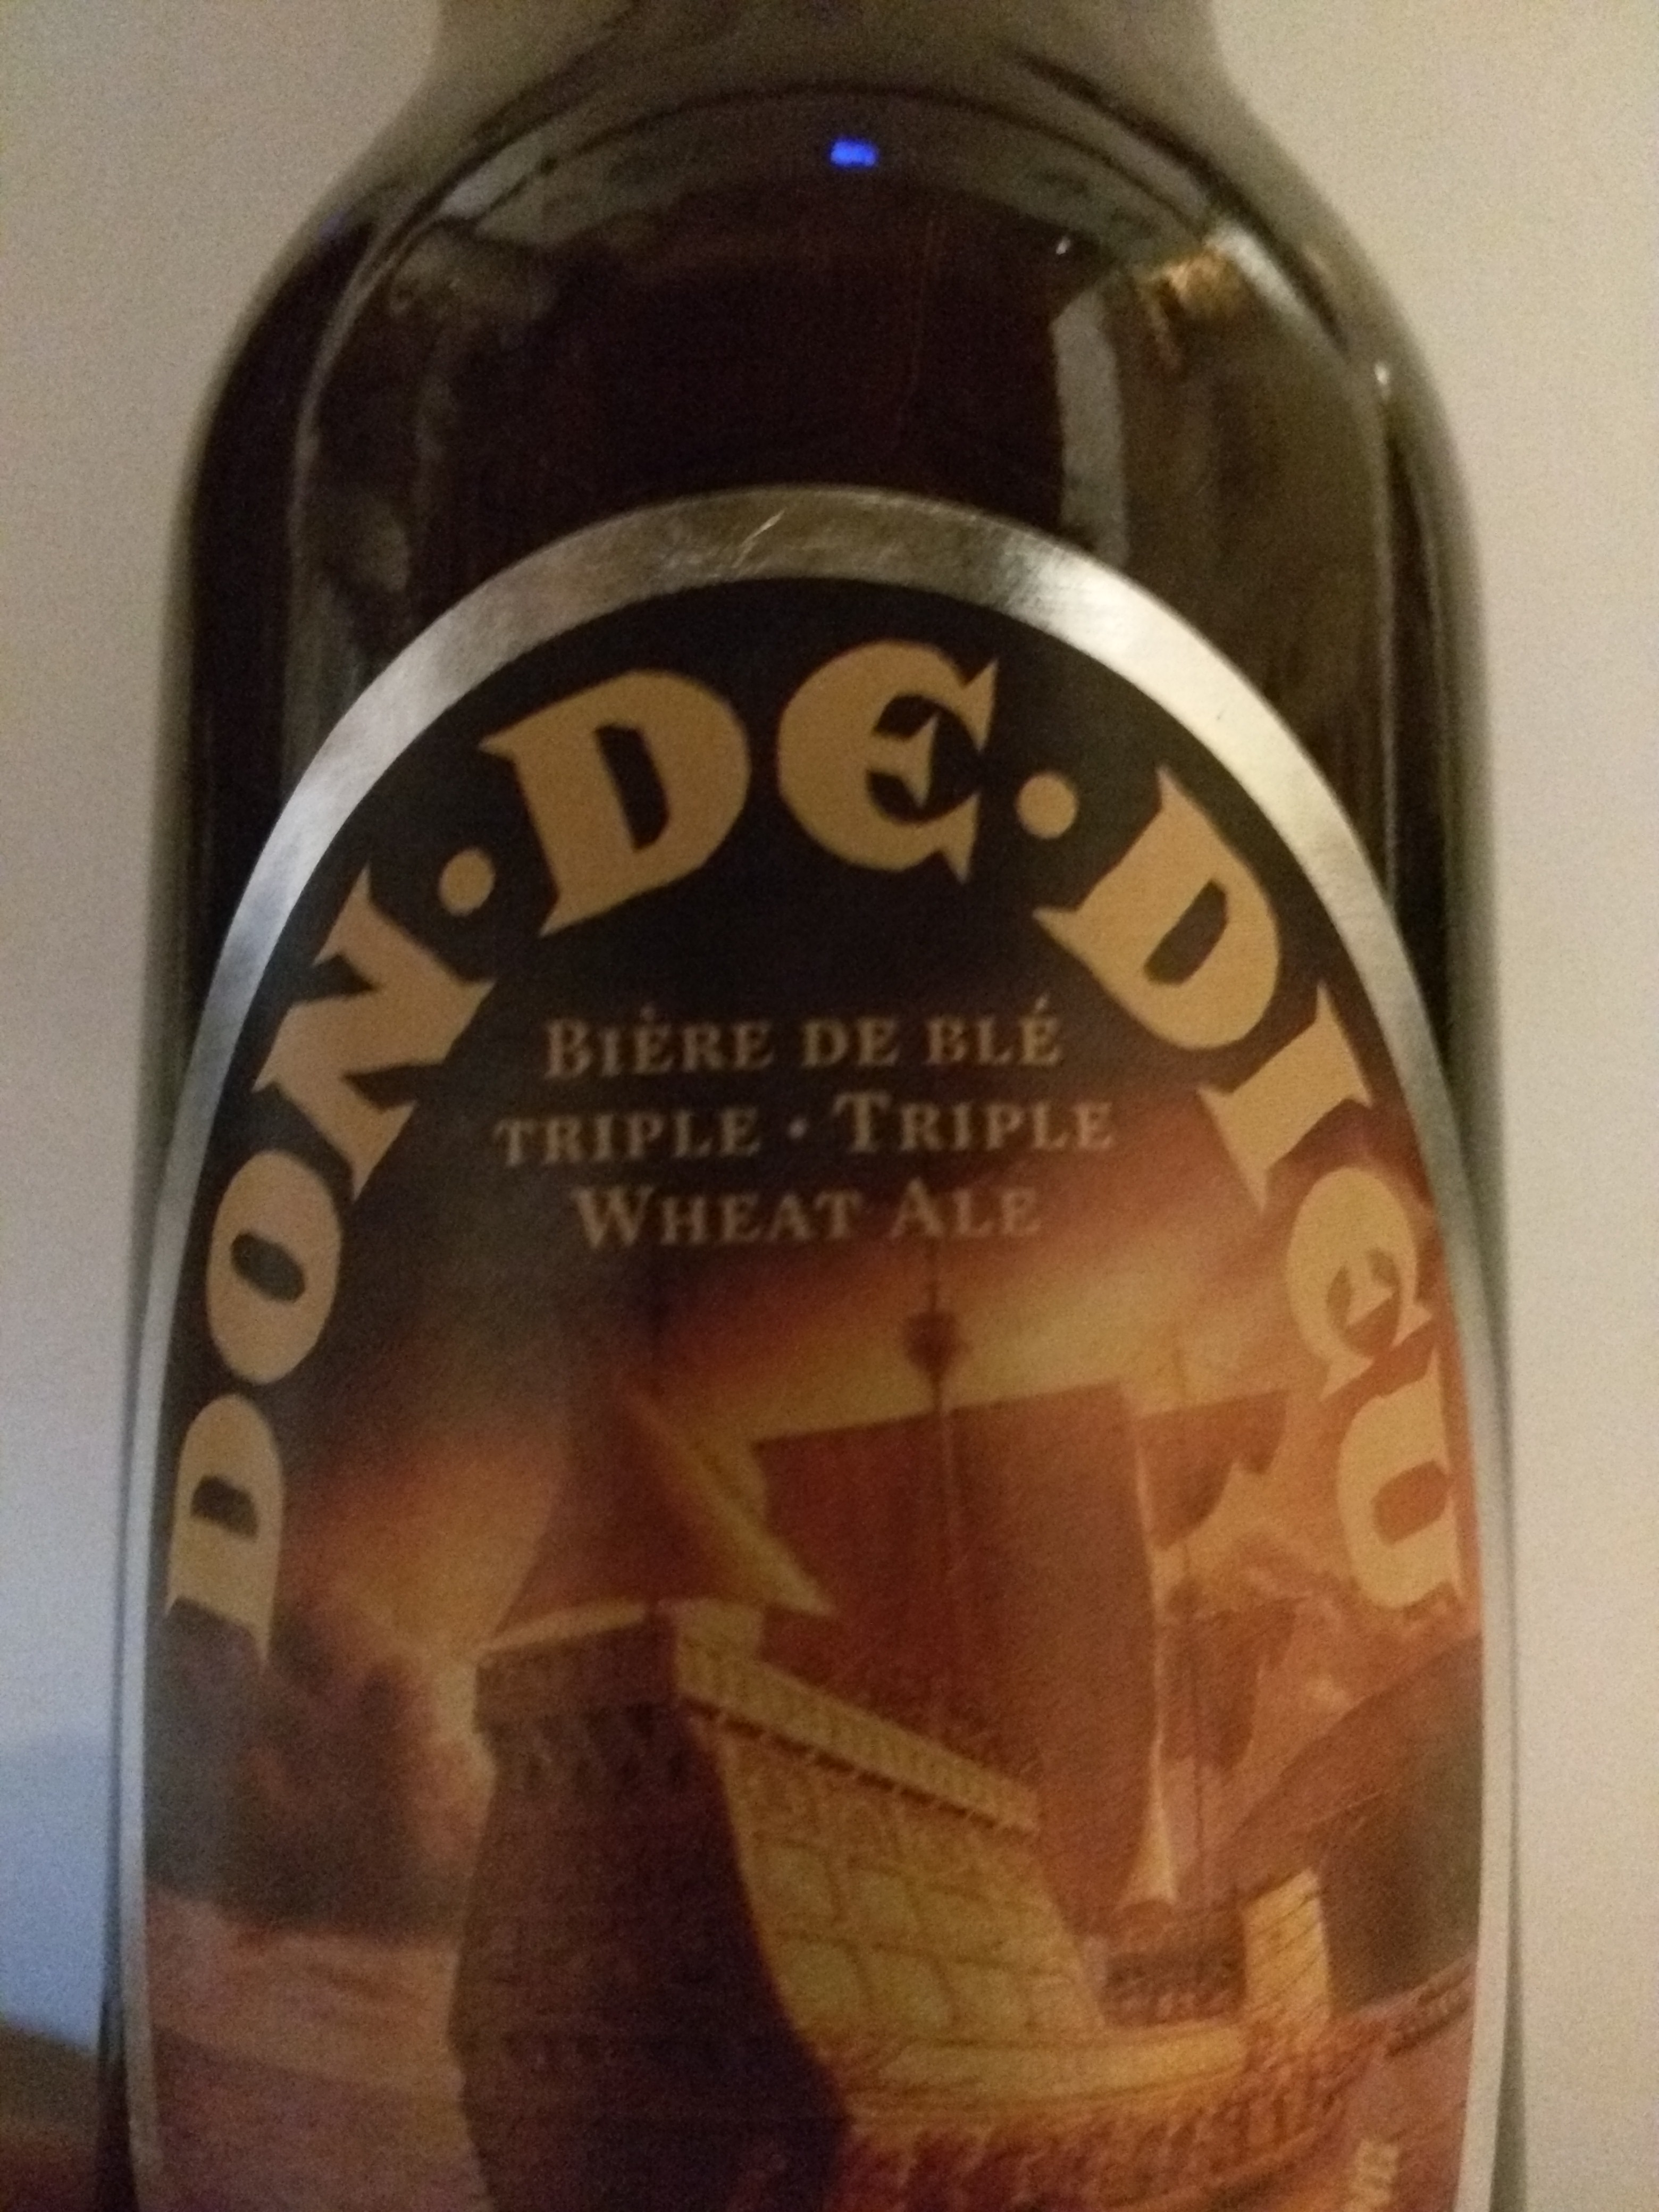 DON·DE·DIEU
BIÈRE DE BLÉ
TRIPLE · TRIPLE
WHEAT ALE